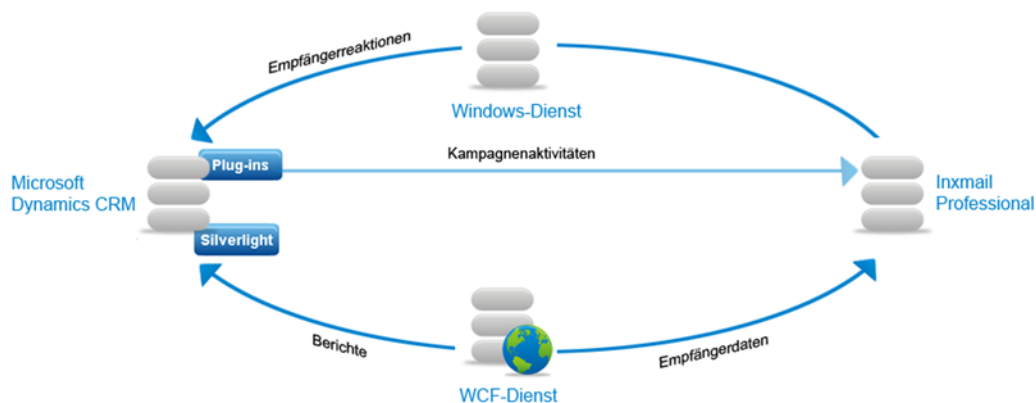 Empfängerreaktionen
Windows-Dienst
Plug-ins
Kampagnenaktivitäten
Microsoft
Dynamics CRM
Inxmail
Professional
Silverlight
Berichte
Empfängerdaten
WCF-Dienst